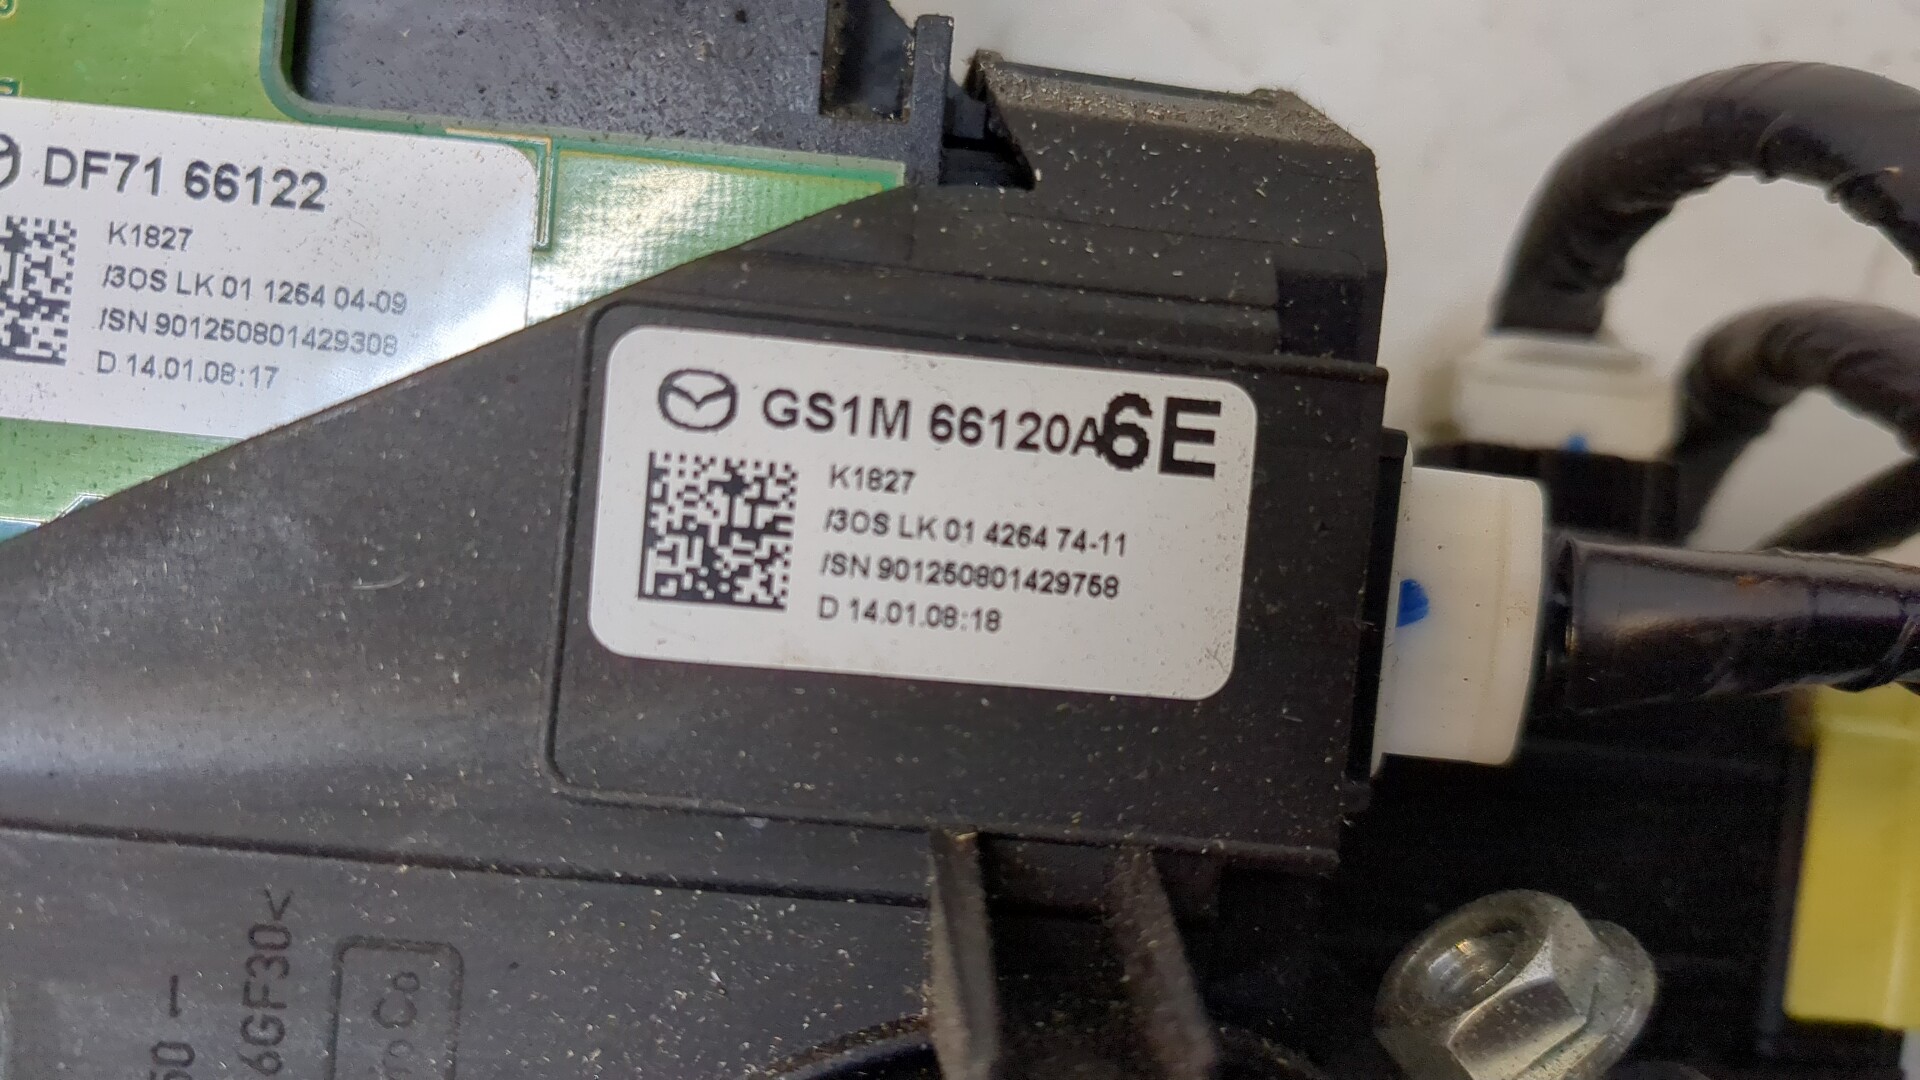 DF71 66122
K1827
/3OS LK 01 1264 04-09
/SN 901250801429308
D 14.01.08:17
GS1M 66120A6E
K1827
/3OS LK 01 4264 74-11
/SN 901250801429758
D 14.01.08:18
6GF30<
Co